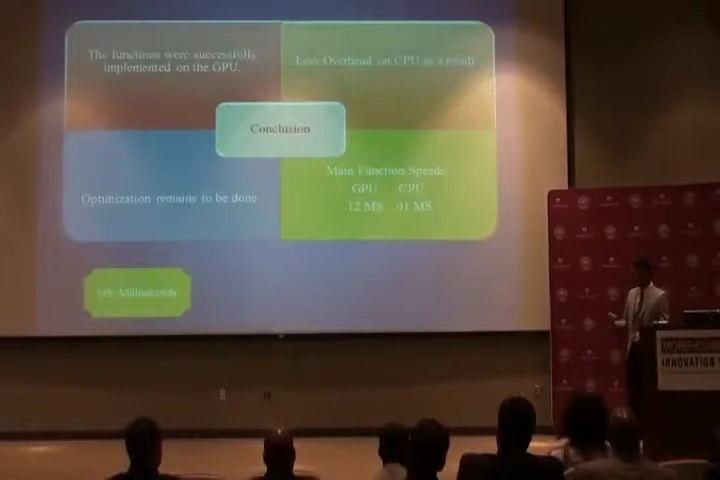 The functions were successfully
implemented on the GPU.
Less Overhead on CPU as a result
Conclusion
Optimization remains to be done
Main Function Speeds
GPU CPU
12 MS .01 MS
Milliseconds
INNOVATION